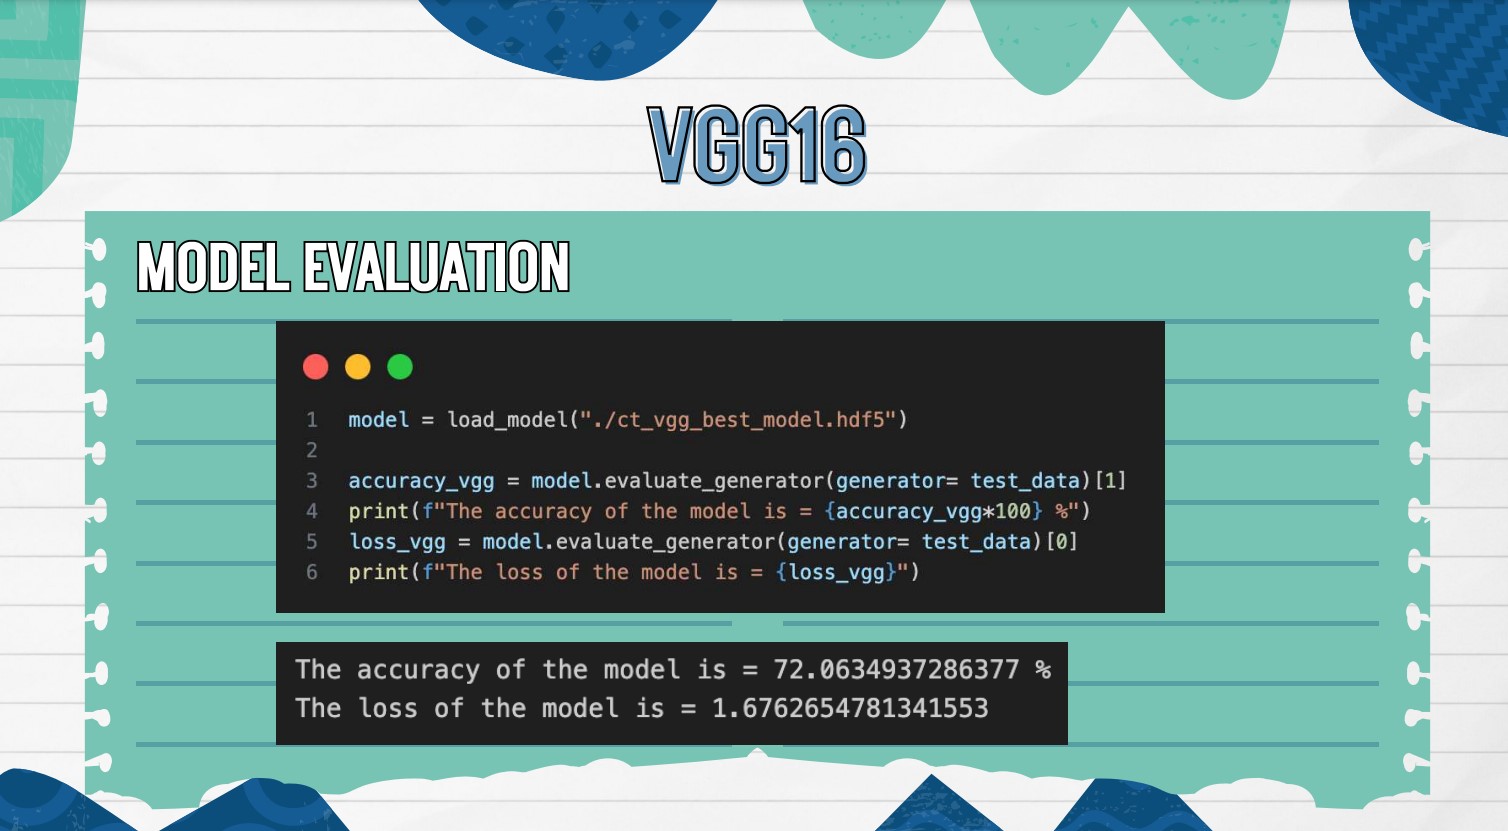 VGG16
MODEL EVALUATION
1 model = load_model("./ct_vgg_best_model.hdf5")
2
3 accuracy_vgg = model.evaluate_generator(generator= test_data)[1]
4 print(f"The accuracy of the model is = {accuracy_vgg*100} %")
5 loss_vgg = model.evaluate_generator(generator= test_data)[0]
6 print(f"The loss of the model is = {loss_vgg}")
The accuracy of the model is = 72.0634937286377 %
The loss of the model is = 1.6762654781341553